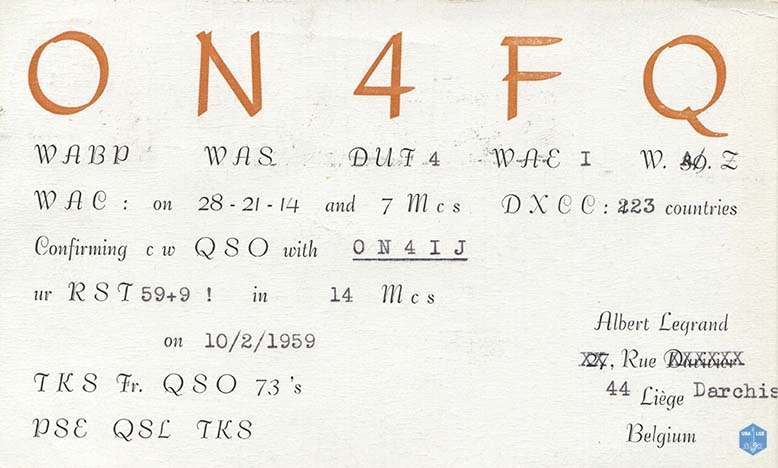 ON4FQ
WABP WAS DUF 4 WAE I W. A. Z
WAC : on 28 - 21 - 14 and 7 Mcs DXCC : 223 countries
Confirming cw QSO with ON4IJ
ur RST 59+9 ! in 14 Mcs
on 10/2/1959
TKS Fr. QSO 73's
PSE QSL TKS
Albert Legrand
, Rue
44 Liège Darchis
Belgium
UBA LGE